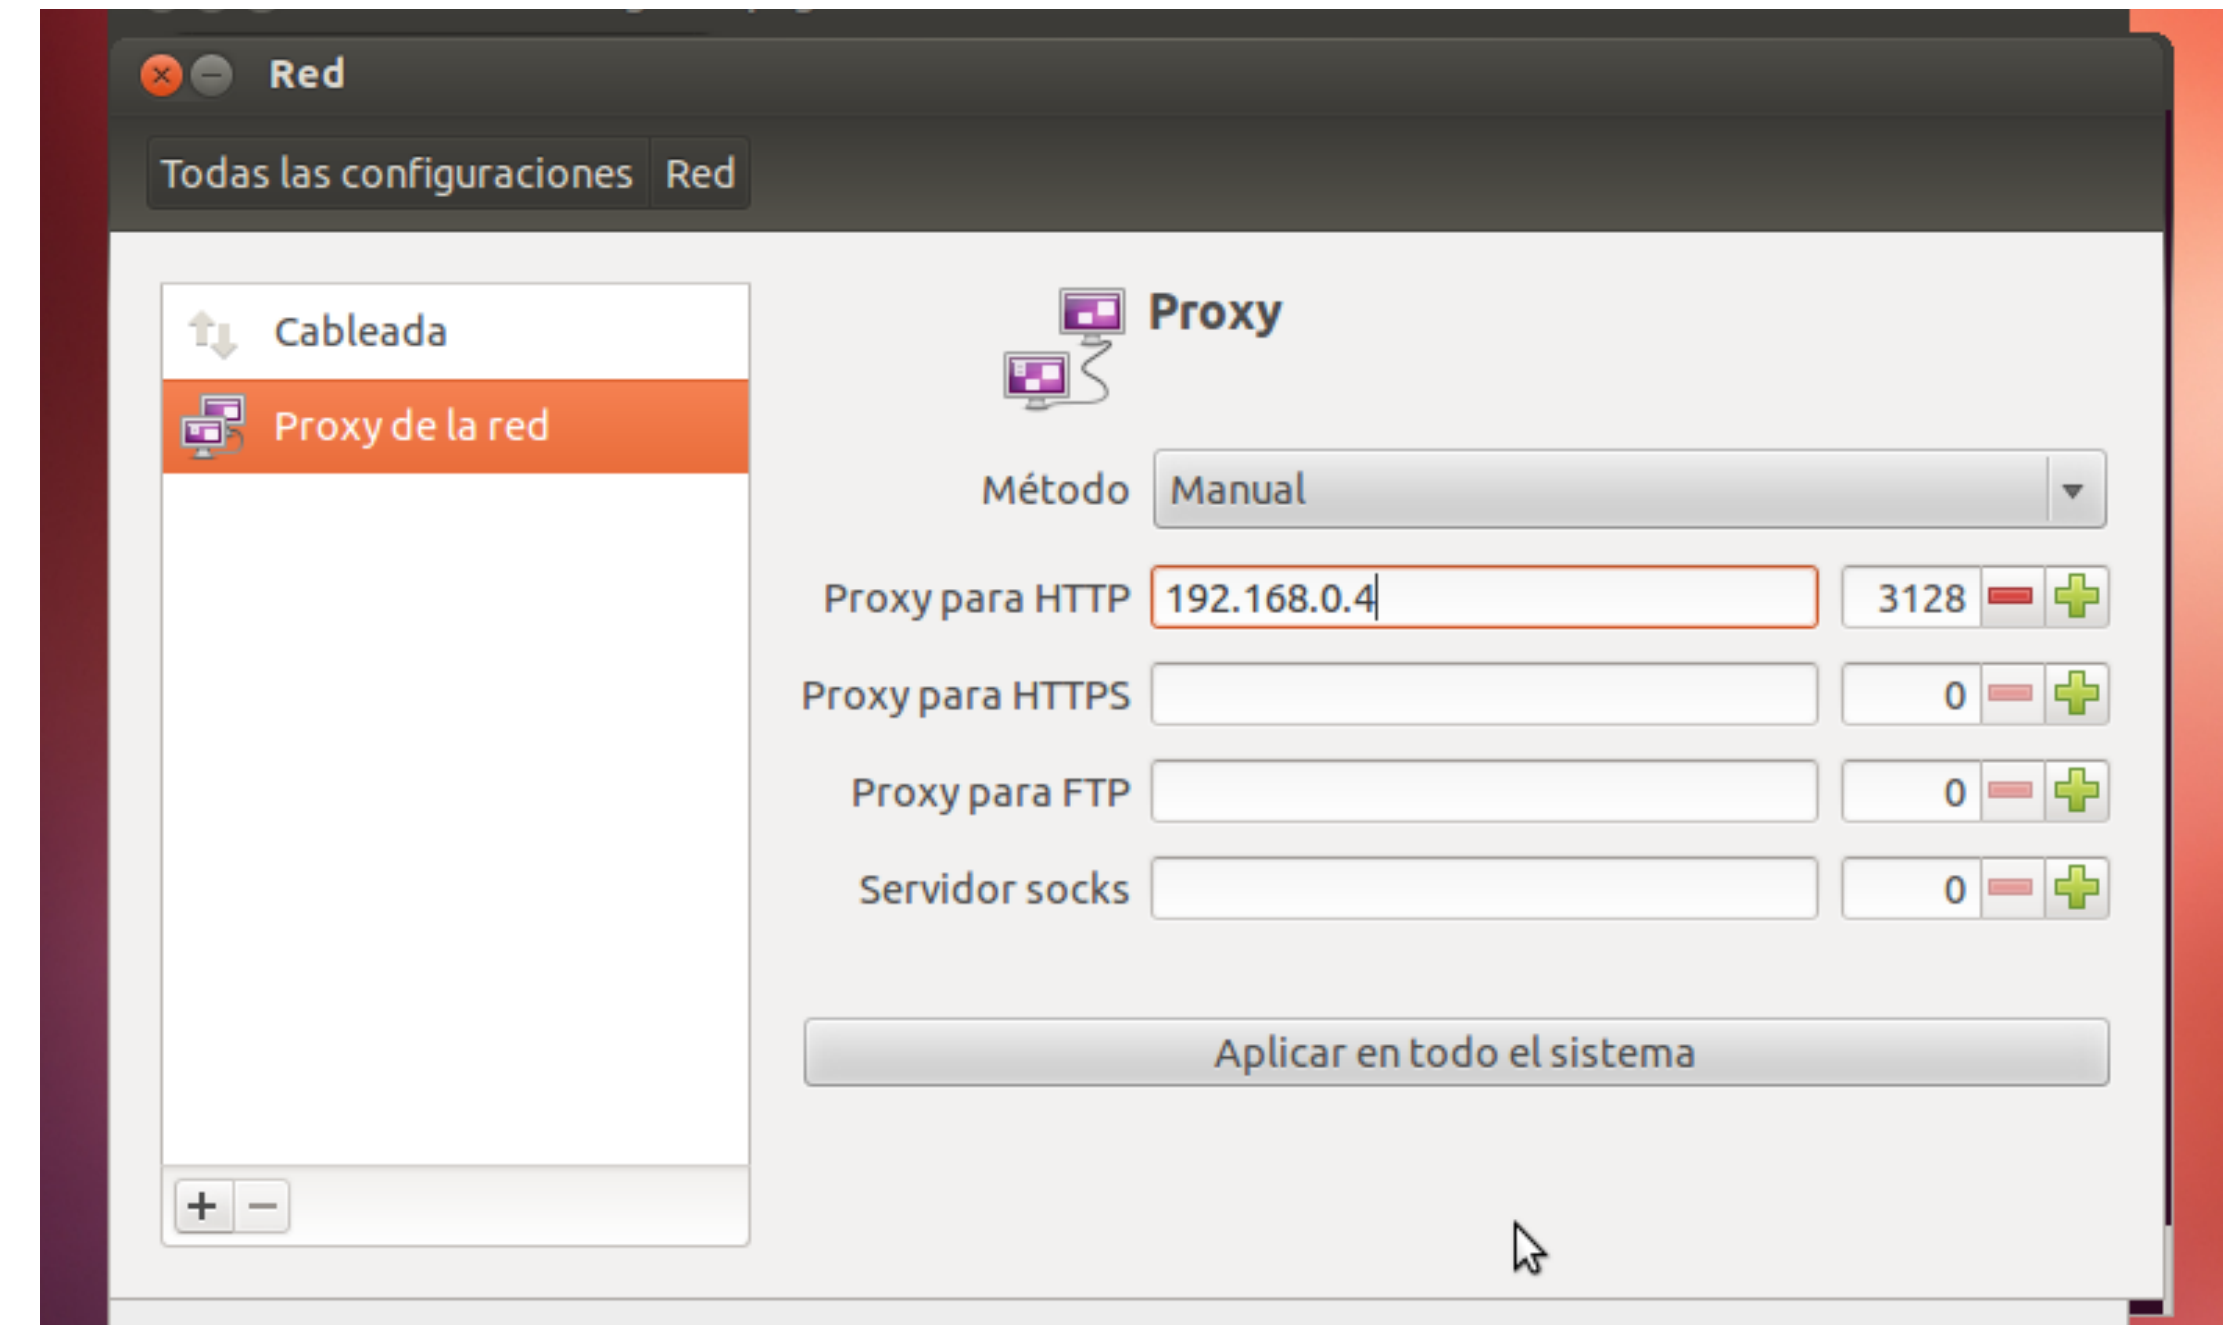 Red
Todas las configuraciones Red
Cableada
Proxy de la red
Proxy
Método Manual
Proxy para HTTP 192.168.0.4 3128
Proxy para HTTPS 0
Proxy para FTP 0
Servidor socks 0
Aplicar en todo el sistema